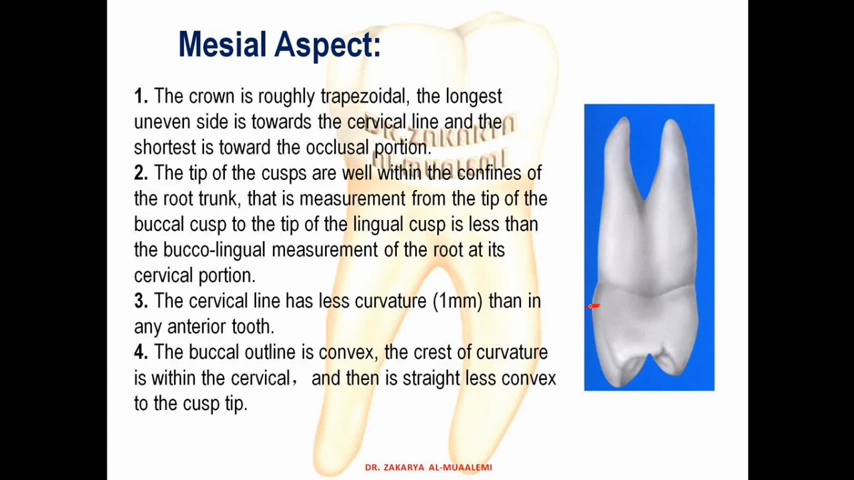 Mesial Aspect:
1. The crown is roughly trapezoidal, the longest
uneven side is towards the cervical line and the
shortest is toward the occlusal portion.
DR.ZAKARYA
AL-MUAALEMI
2. The tip of the cusps are well within the confines of
the root trunk, that is measurement from the tip of the
buccal cusp to the tip of the lingual cusp is less than
the bucco-lingual measurement of the root at its
cervical portion.
3. The cervical line has less curvature (1mm) than in
any anterior tooth.
4. The buccal outline is convex, the crest of curvature
is within the cervical，and then is straight less convex
to the cusp tip.
DR. ZAKARYA AL-MUAALEMI